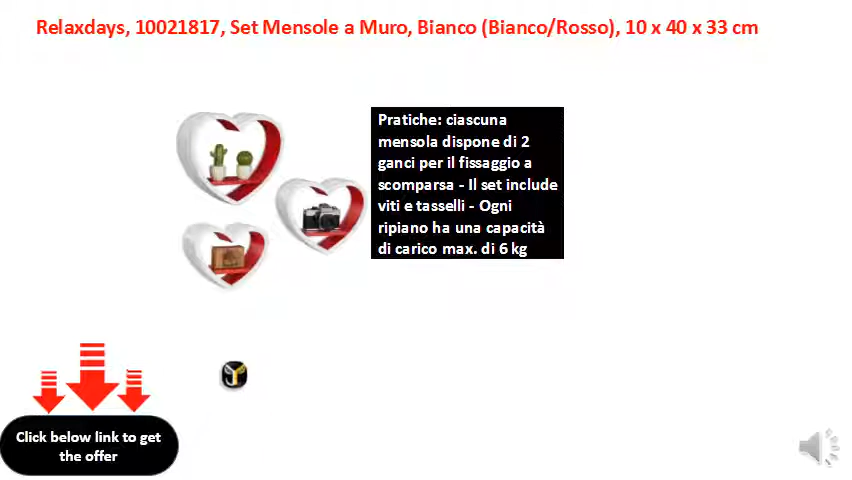 Relaxdays, 10021817, Set Mensole a Muro, Bianco (Bianco/Rosso), 10 x 40 x 33 cm
Pratiche: ciascuna
mensola dispone di 2
ganci per il fissaggio a
scomparsa - Il set include
viti e tasselli - Ogni
ripiano ha una capacità
di carico max. di 6 kg
Click below link to get
the offer